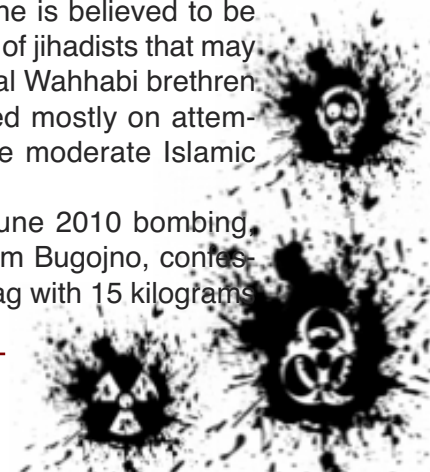 ne is believed to be
of jihadists that may
al Wahhabi brethren
ed mostly on attem-
e moderate Islamic
une 2010 bombing,
m Bugojno, confes-
ag with 15 kilograms